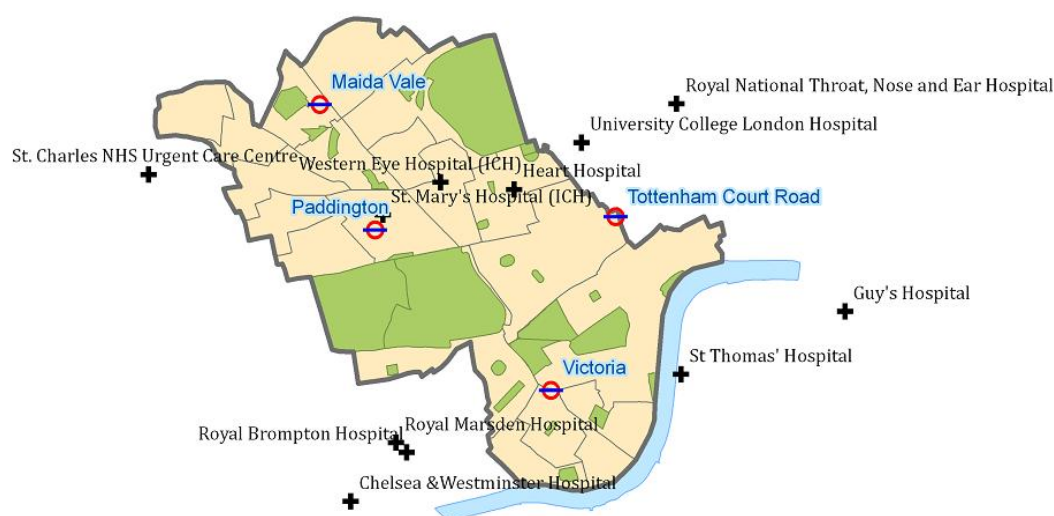 Maida Vale
Royal National Throat, Nose and Ear Hospital
University College London Hospital
St. Charles NHS Urgent Care Centre
Western Eye Hospital (ICH)
Heart Hospital
St. Mary's Hospital (ICH)
Paddington
Tottenham Court Road
Guy's Hospital
St Thomas' Hospital
Victoria
Royal Brompton Hospital
Royal Marsden Hospital
Chelsea &Westminster Hospital